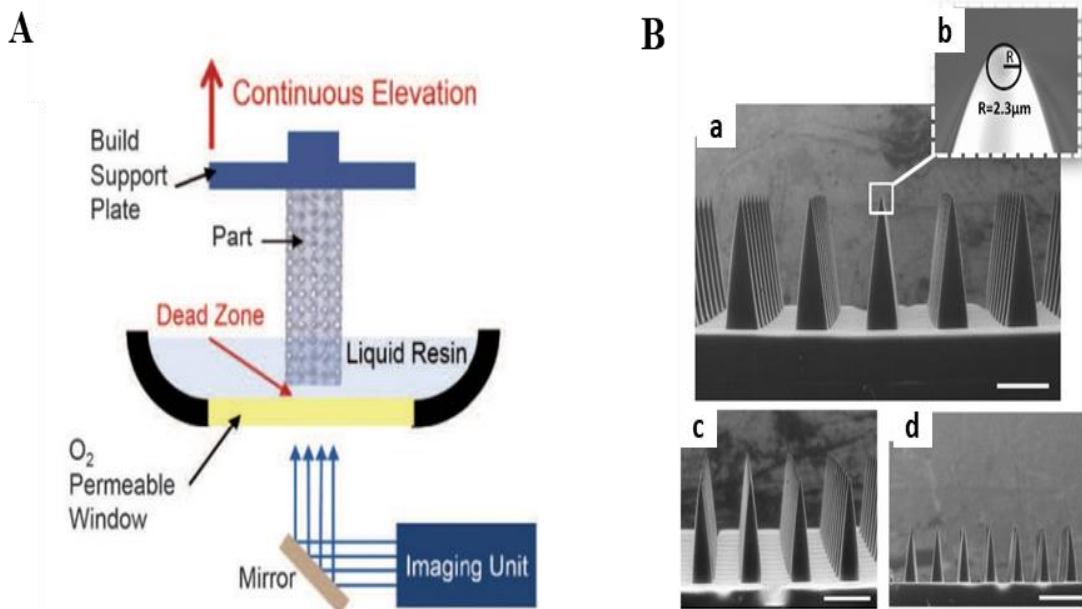 A
Continuous Elevation
Build
Support
Plate
Part
Dead Zone
Liquid Resin
O₂
Permeable
Window
Mirror
Imaging Unit
B
b
R
R=2.3μm
a
c
d